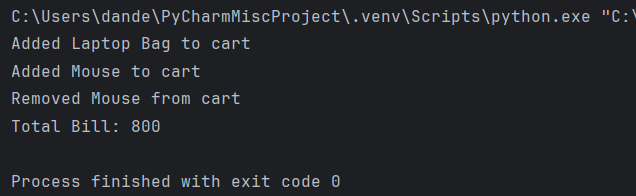 C:\Users\dande\PyCharmMiscProject\.venv\Scripts\python.exe "C:\
Added Laptop Bag to cart
Added Mouse to cart
Removed Mouse from cart
Total Bill: 800
Process finished with exit code 0